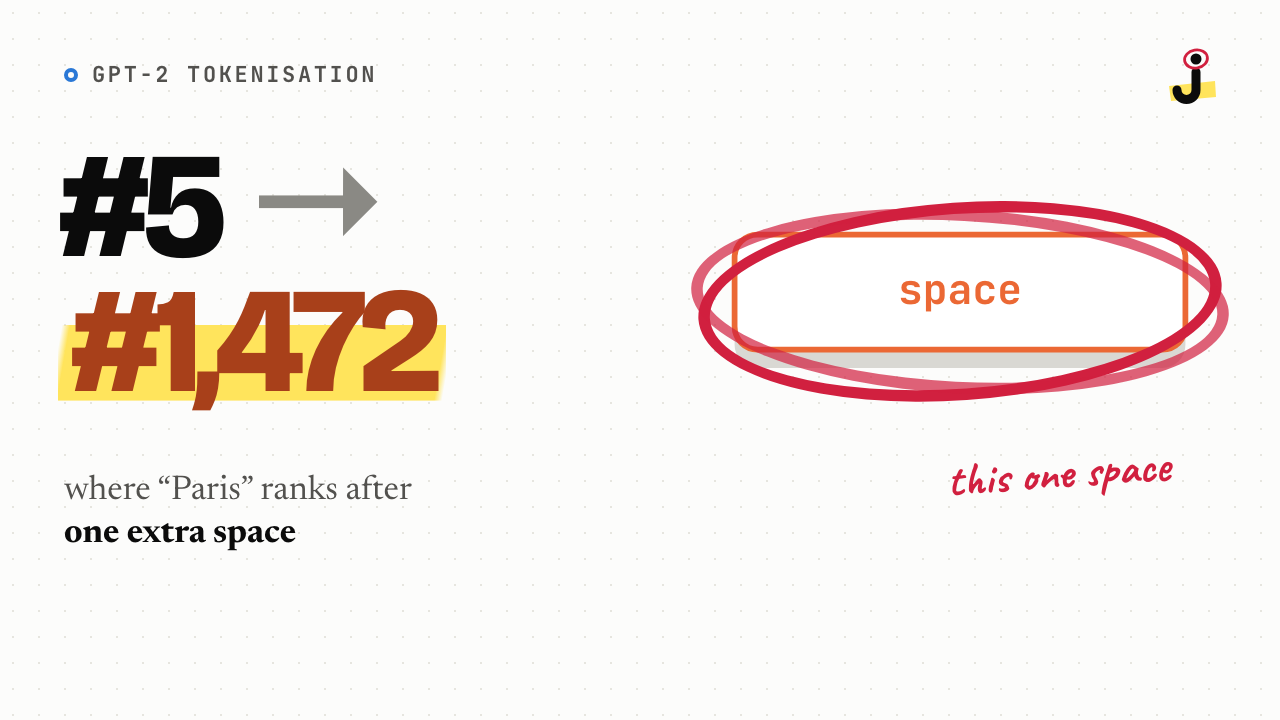 GPT-2 TOKENISATION
#5 →
#1,472
where “Paris” ranks after
one extra space
space
this one space